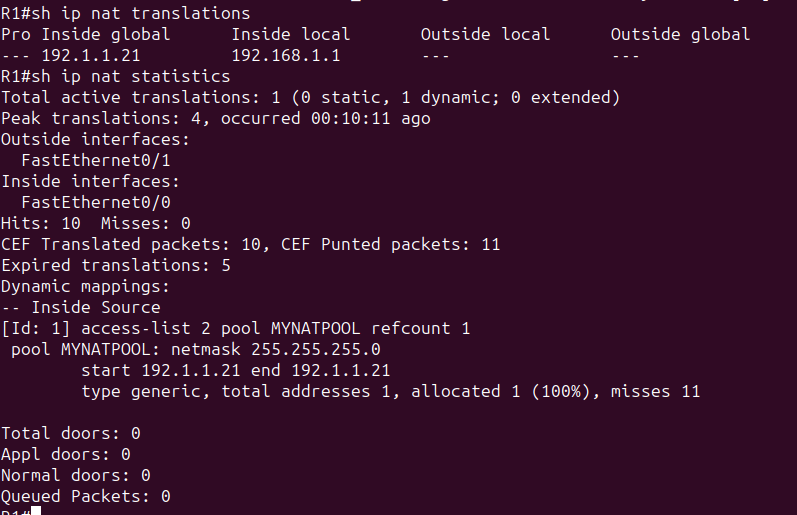 R1#sh ip nat translations
Pro Inside global      Inside local       Outside local      Outside global
--- 192.1.1.21         192.168.1.1        ---                ---
R1#sh ip nat statistics
Total active translations: 1 (0 static, 1 dynamic; 0 extended)
Peak translations: 4, occurred 00:10:11 ago
Outside interfaces:
  FastEthernet0/1
Inside interfaces:
  FastEthernet0/0
Hits: 10  Misses: 0
CEF Translated packets: 10, CEF Punted packets: 11
Expired translations: 5
Dynamic mappings:
-- Inside Source
[Id: 1] access-list 2 pool MYNATPOOL refcount 1
 pool MYNATPOOL: netmask 255.255.255.0
        start 192.1.1.21 end 192.1.1.21
        type generic, total addresses 1, allocated 1 (100%), misses 11

Total doors: 0
Appl doors: 0
Normal doors: 0
Queued Packets: 0
R1#